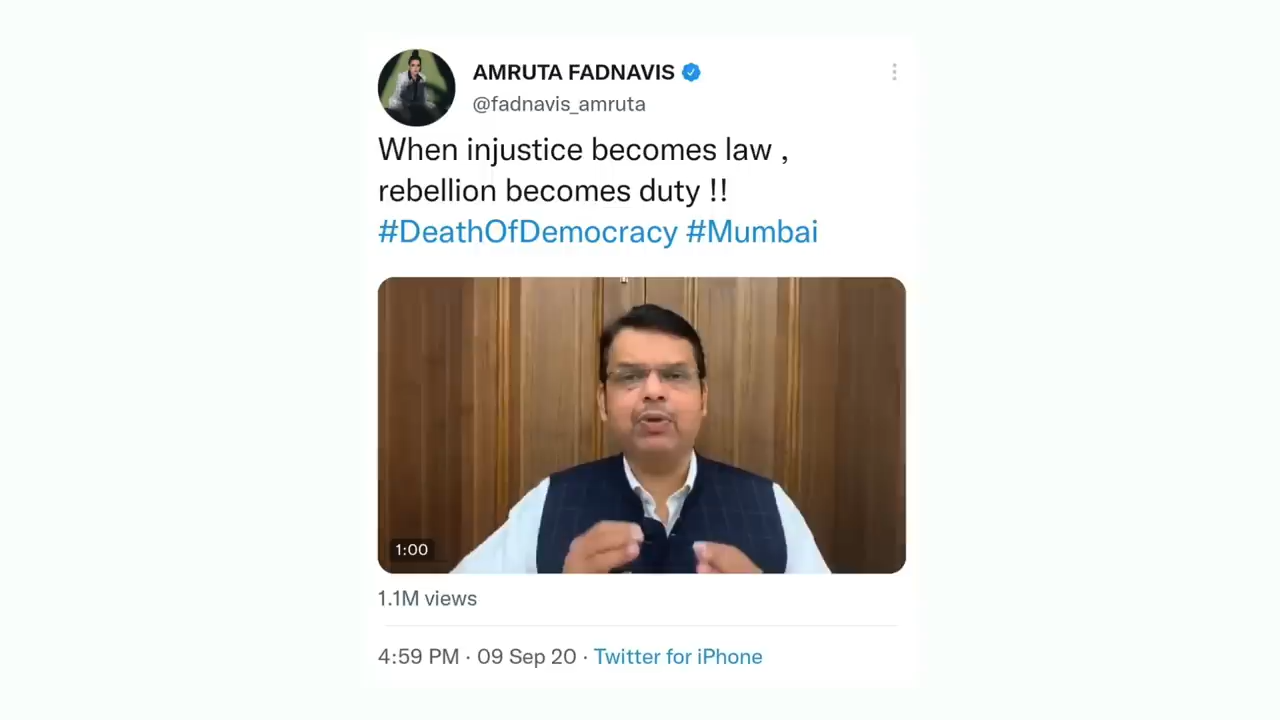 AMRUTA FADNAVIS
@fadnavis_amruta
When injustice becomes law ,
rebellion becomes duty !!
#DeathOfDemocracy #Mumbai
1:00
1.1M views
4:59 PM · 09 Sep 20 · Twitter for iPhone